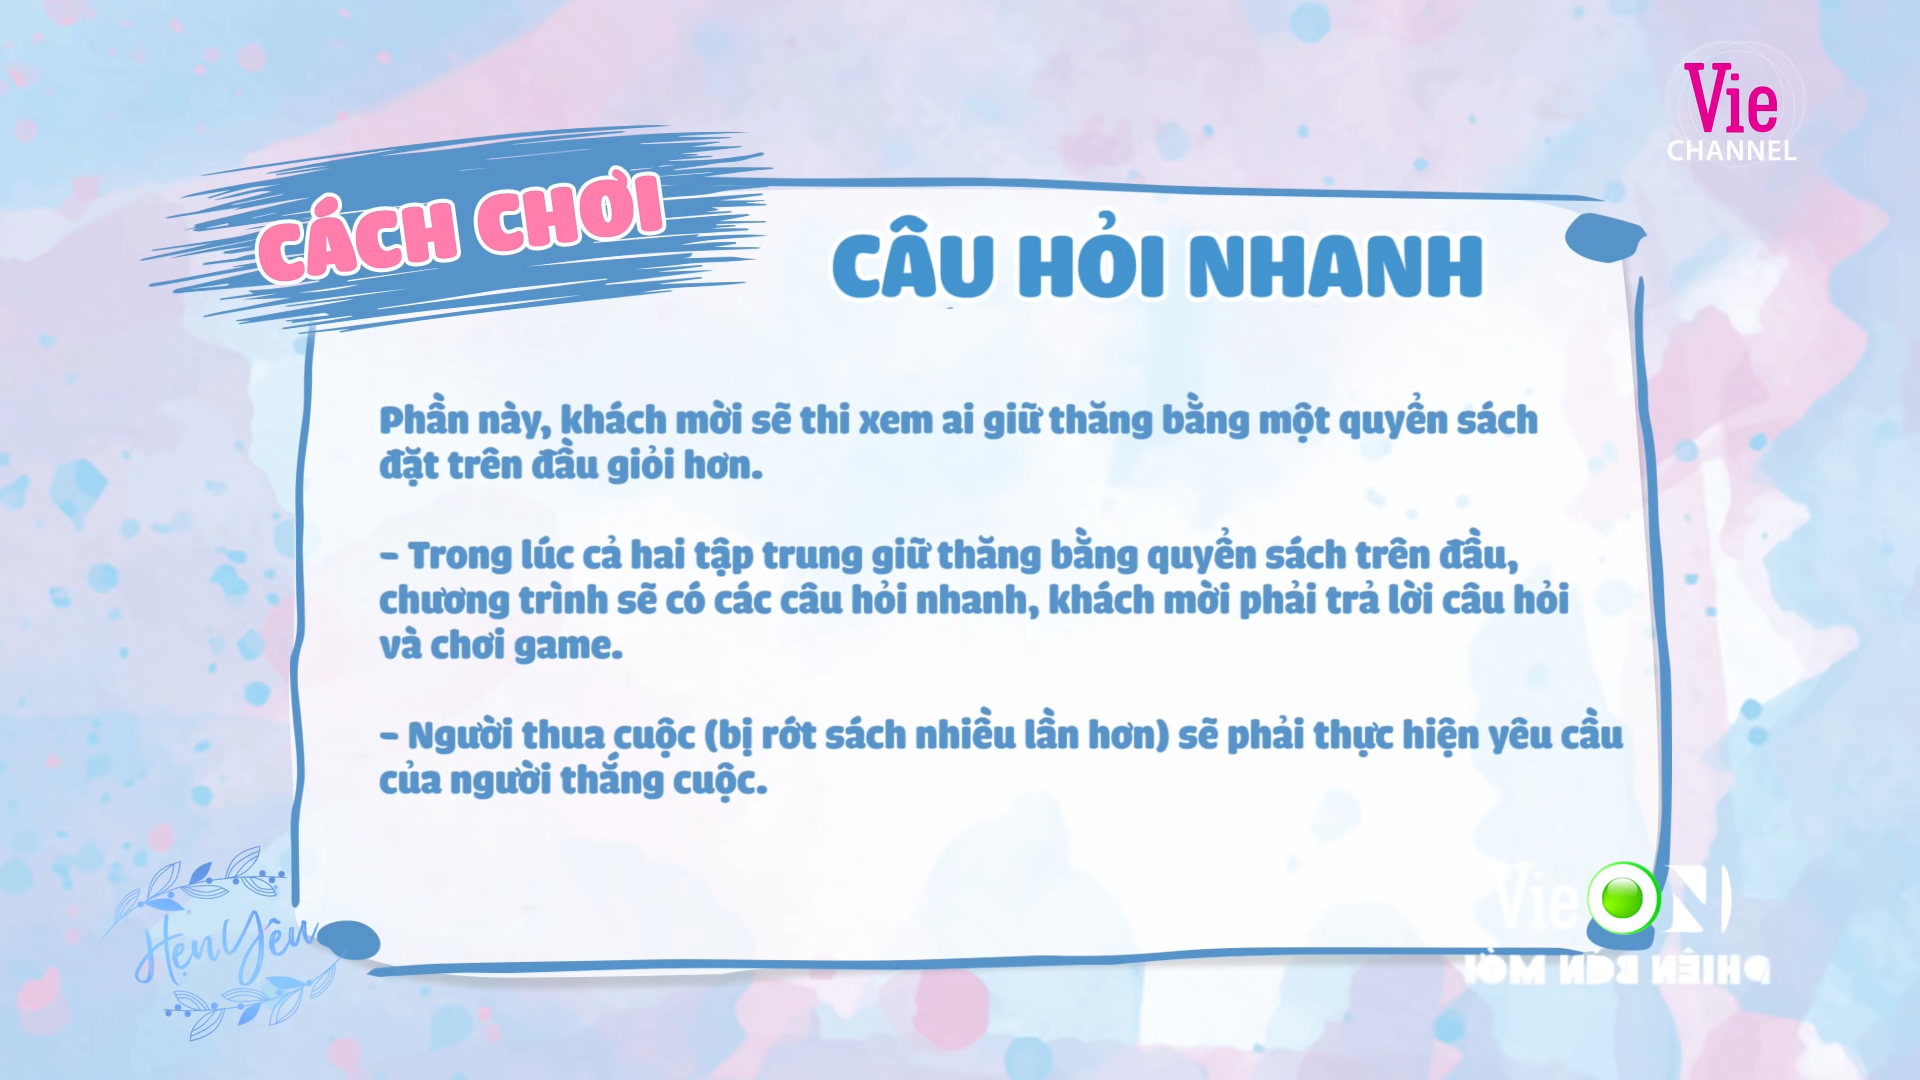 Vie
CHANNEL
CÁCH CHƠI
CÂU HỎI NHANH
Phần này, khách mời sẽ thi xem ai giữ thăng bằng một quyển sách
đặt trên đầu giỏi hơn.
- Trong lúc cả hai tập trung giữ thăng bằng quyển sách trên đầu,
chương trình sẽ có các câu hỏi nhanh, khách mời phải trả lời câu hỏi
và chơi game.
- Người thua cuộc (bị rớt sách nhiều lần hơn) sẽ phải thực hiện yêu cầu
của người thắng cuộc.
Hẹn Yêu
VieON
PHIÊN BẢN MỚI